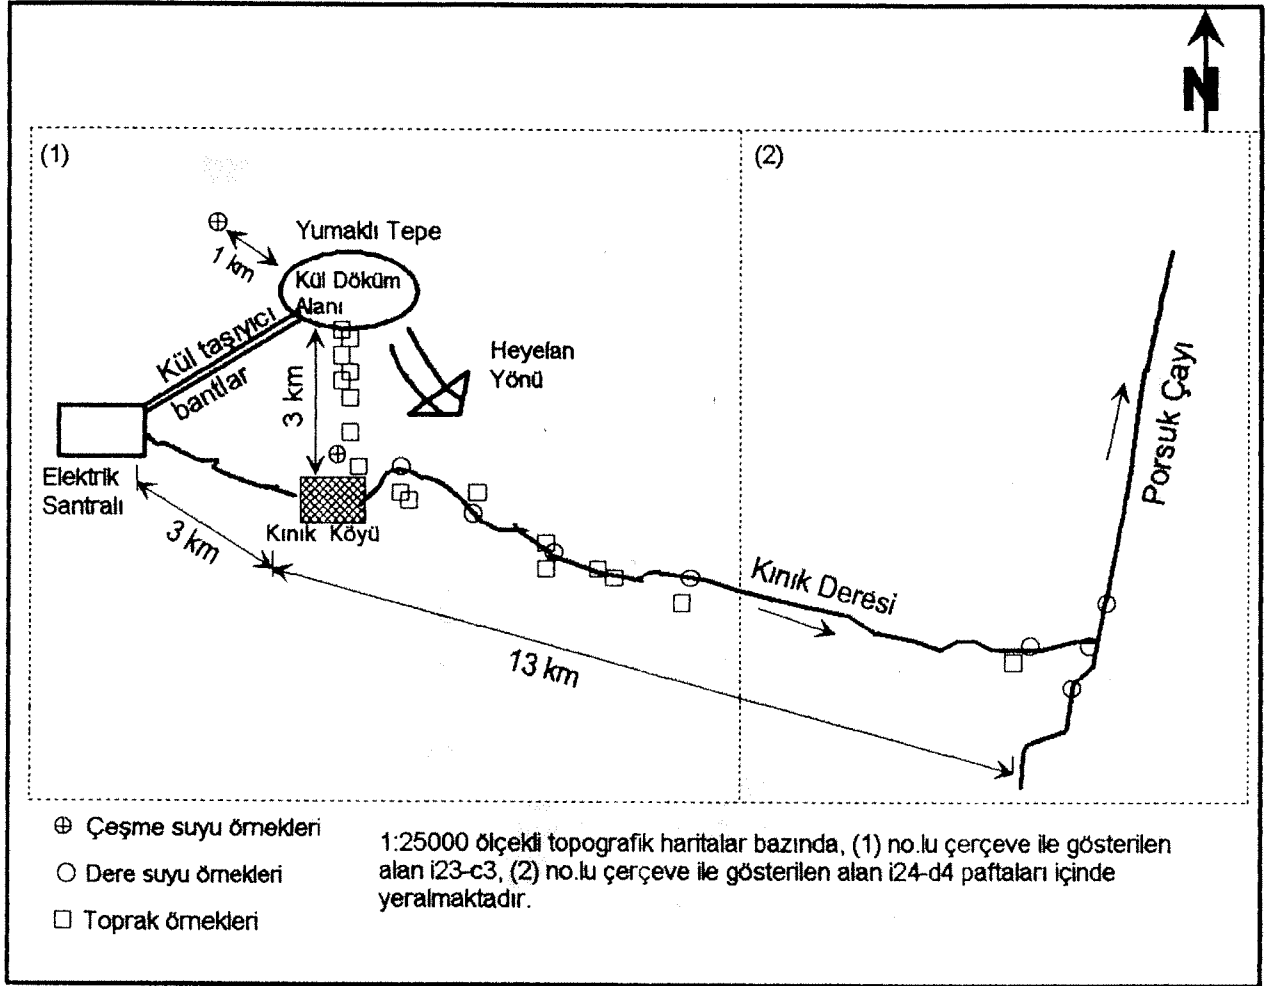 N
(1)
(2)
Yumaklı Tepe
1 km
Kül Döküm
Alanı
Kül taşıyıcı
bantlar
3 km
Heyelan
Yönü
Elektrik
Santralı
Kınık Köyü
3 km
13 km
Kınık Deresi
Porsuk Çayı
Çeşme suyu örnekleri
Dere suyu örnekleri
Toprak örnekleri
1:25000 ölçekli topografik haritalar bazında, (1) no.lu çerçeve ile gösterilen
alan i23-c3, (2) no.lu çerçeve ile gösterilen alan i24-d4 paftaları içinde
yeralmaktadır.